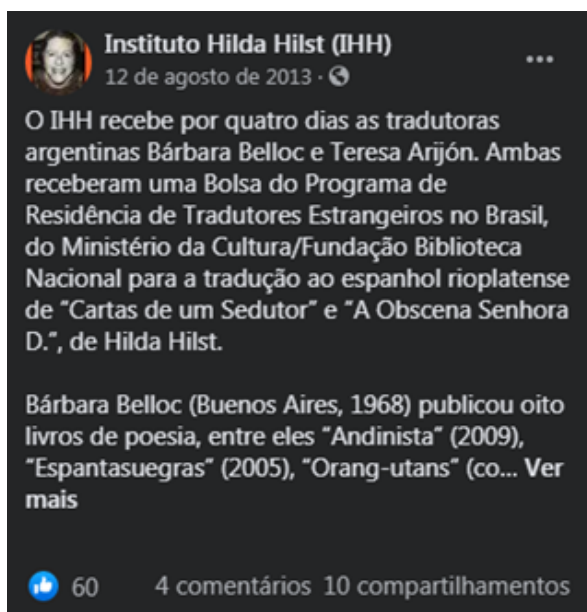 Instituto Hilda Hilst (IHH)
12 de agosto de 2013 ·
O IHH recebe por quatro dias as tradutoras
argentinas Bárbara Belloc e Teresa Arijón. Ambas
receberam uma Bolsa do Programa de
Residência de Tradutores Estrangeiros no Brasil,
do Ministério da Cultura/Fundação Biblioteca
Nacional para a tradução ao espanhol rioplatense
de “Cartas de um Sedutor” e “A Obscena Senhora
D.”, de Hilda Hilst.
Bárbara Belloc (Buenos Aires, 1968) publicou oito
livros de poesia, entre eles “Andinista” (2009),
“Espantasuegras” (2005), “Orang-utans” (co... Ver
mais
60 4 comentários 10 compartilhamentos